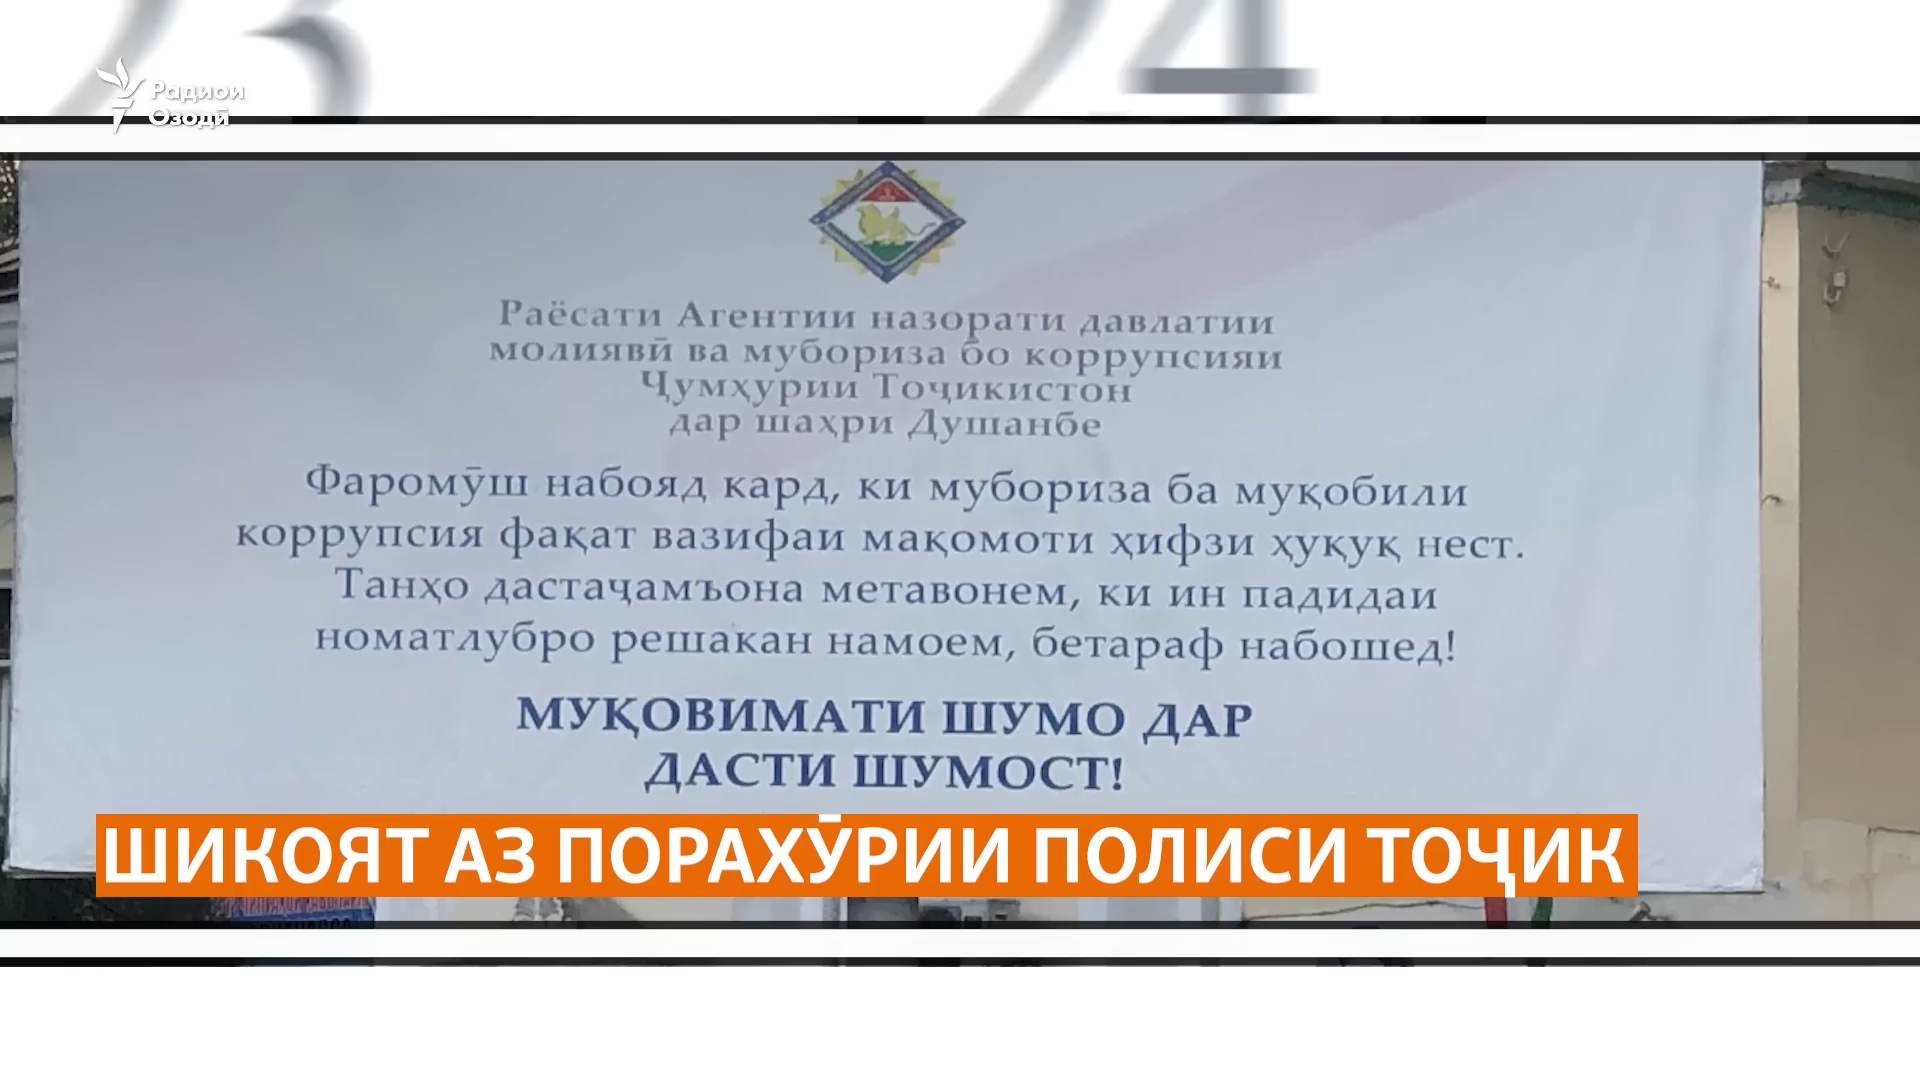 23
24
Радиои
Озодӣ
Раёсати Агентии назорати давлатии
молиявӣ ва мубориза бо коррупсияи
Ҷумҳурии Тоҷикистон
дар шаҳри Душанбе
Фаромӯш набояд кард, ки мубориза ба муқобили
коррупсия фақат вазифаи мақомоти ҳифзи ҳуқуқ нест.
Танҳо дастаҷамъона метавонем, ки ин падидаи
номатлубро решакан намоем, бетараф набошед!
МУҚОВИМАТИ ШУМО ДАР
ДАСТИ ШУМОСТ!
ШИКОЯТ АЗ ПОРАХӮРИИ ПОЛИСИ ТОҶИК